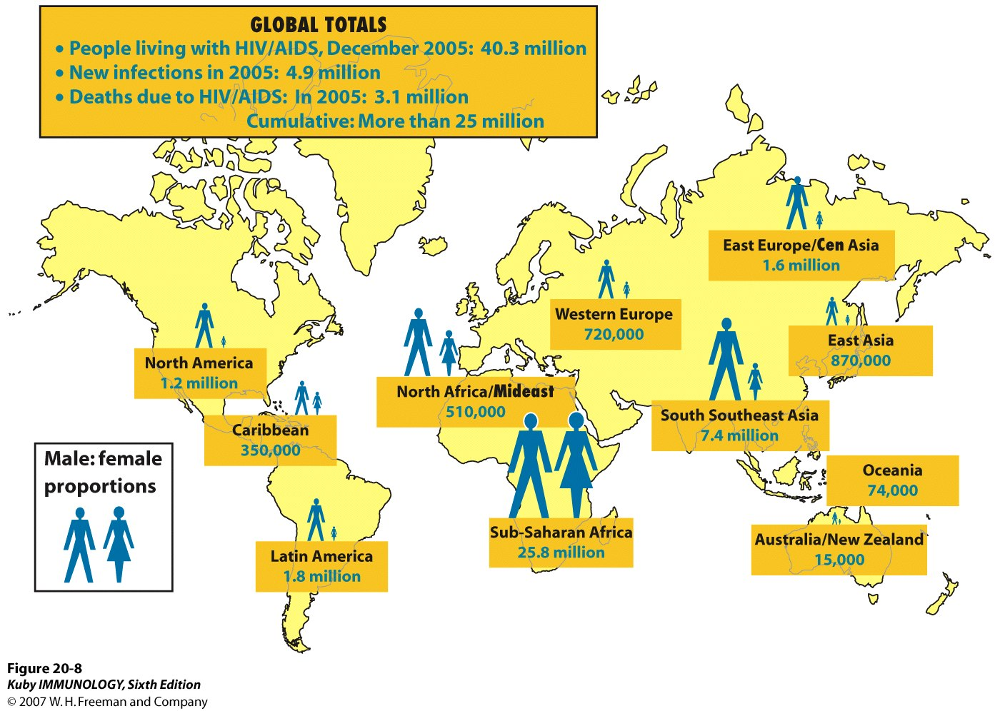 GLOBAL TOTALS
• People living with HIV/AIDS, December 2005: 40.3 million
• New infections in 2005: 4.9 million
• Deaths due to HIV/AIDS: In 2005: 3.1 million
Cumulative: More than 25 million
East Europe/Cen Asia
1.6 million
Western Europe
720,000
East Asia
870,000
North America
1.2 million
North Africa/Mideast
510,000
South Southeast Asia
7.4 million
Caribbean
350,000
Male: female
proportions
Oceania
74,000
Sub-Saharan Africa
25.8 million
Australia/New Zealand
15,000
Latin America
1.8 million
Figure 20-8
Kuby IMMUNOLOGY, Sixth Edition
© 2007 W. H. Freeman and Company